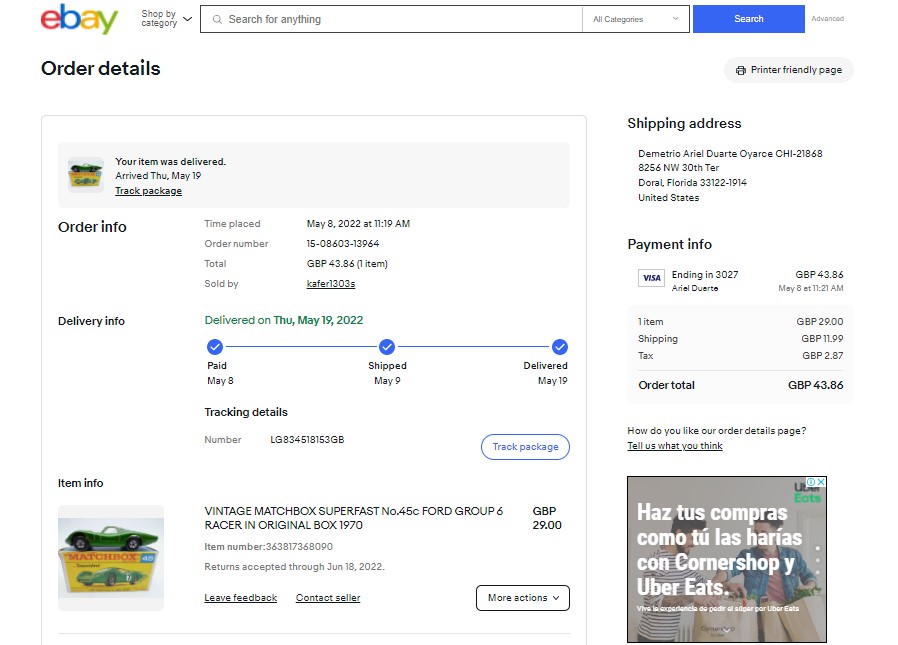 ebay
Shop by
category
Search for anything
All Categories
Search
Advanced
Order details
Printer friendly page
Your item was delivered.
Arrived Thu, May 19
Track package
Order info
Time placed May 8, 2022 at 11:19 AM
Order number 15-08603-13964
Total GBP 43.86 (1 item)
Sold by kafer1303s
Delivery info
Delivered on Thu, May 19, 2022
Paid Shipped Delivered
May 8 May 9 May 19
Tracking details
Number LG834518153GB
Track package
Item info
VINTAGE MATCHBOX SUPERFAST No.45c FORD GROUP 6
RACER IN ORIGINAL BOX 1970
GBP
29.00
Item number:363817368090
Returns accepted through Jun 18, 2022.
Leave feedback Contact seller
More actions
MATCHBOX 45
Shipping address
Demetrio Ariel Duarte Oyarce CHI-21868
8256 NW 30th Ter
Doral, Florida 33122-1914
United States
Payment info
VISA Ending in 3027 GBP 43.86
Ariel Duarte May 8 at 11:21 AM
1 item GBP 29.00
Shipping GBP 11.99
Tax GBP 2.87
Order total GBP 43.86
How do you like our order details page?
Tell us what you think
Uber
Eats
Haz tus compras
como tú las harías
con Cornershop y
Uber Eats.
Vive la experiencia de pedir el súper por Uber Eats